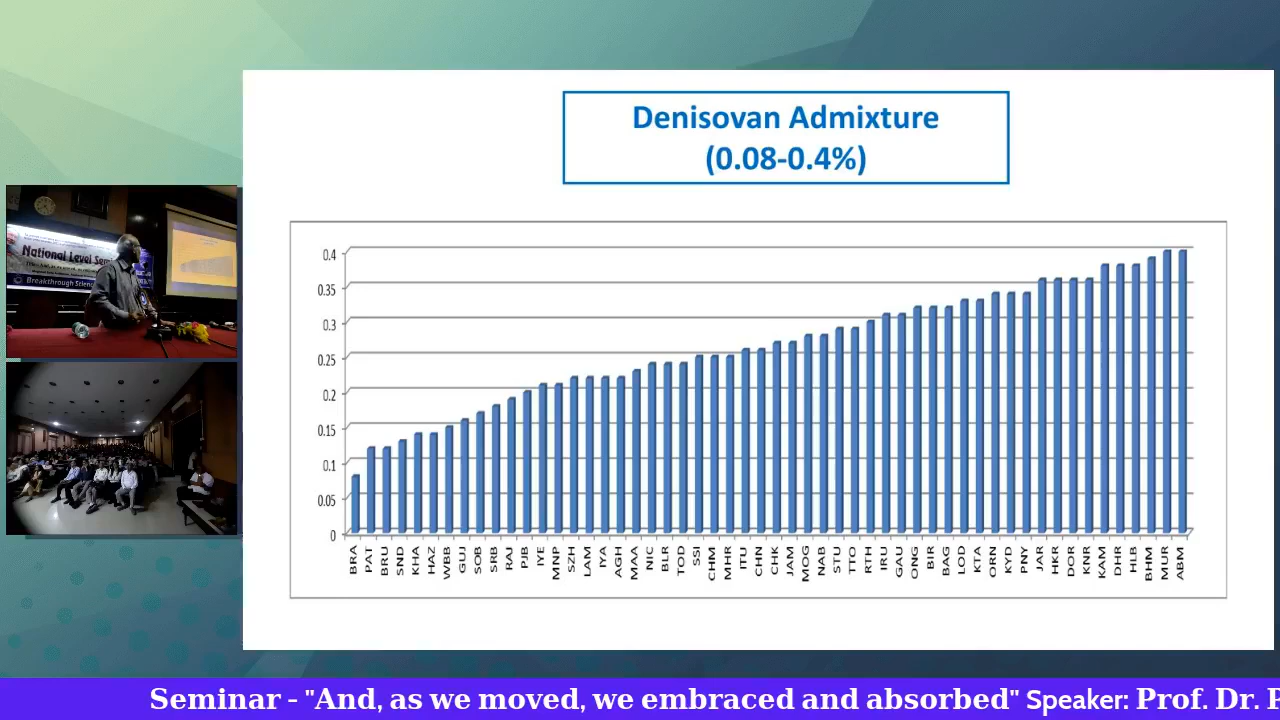 Denisovan Admixture
(0.08-0.4%)
0.4
0.35
0.3
0.25
0.2
0.15
0.1
0.05
0
BRA PAT BRU SND KHA HAZ WBB GUJ SOB SRB RAJ PJB IYE MNP SZH LAM IYA AGH MAA NIC BLR TOD SSI CHM MHR ITU CHN CHK JAM MOG NAB STU TTO RTH IRU GAU ONG BIR BAG LOD KTA ORN KYD PNY JAR HKR DOR KNR KAM DHR HLB BHM MUR ABM
National Level Sem
Breakthrough Scien
Seminar - "And, as we moved, we embraced and absorbed" Speaker: Prof. Dr. P